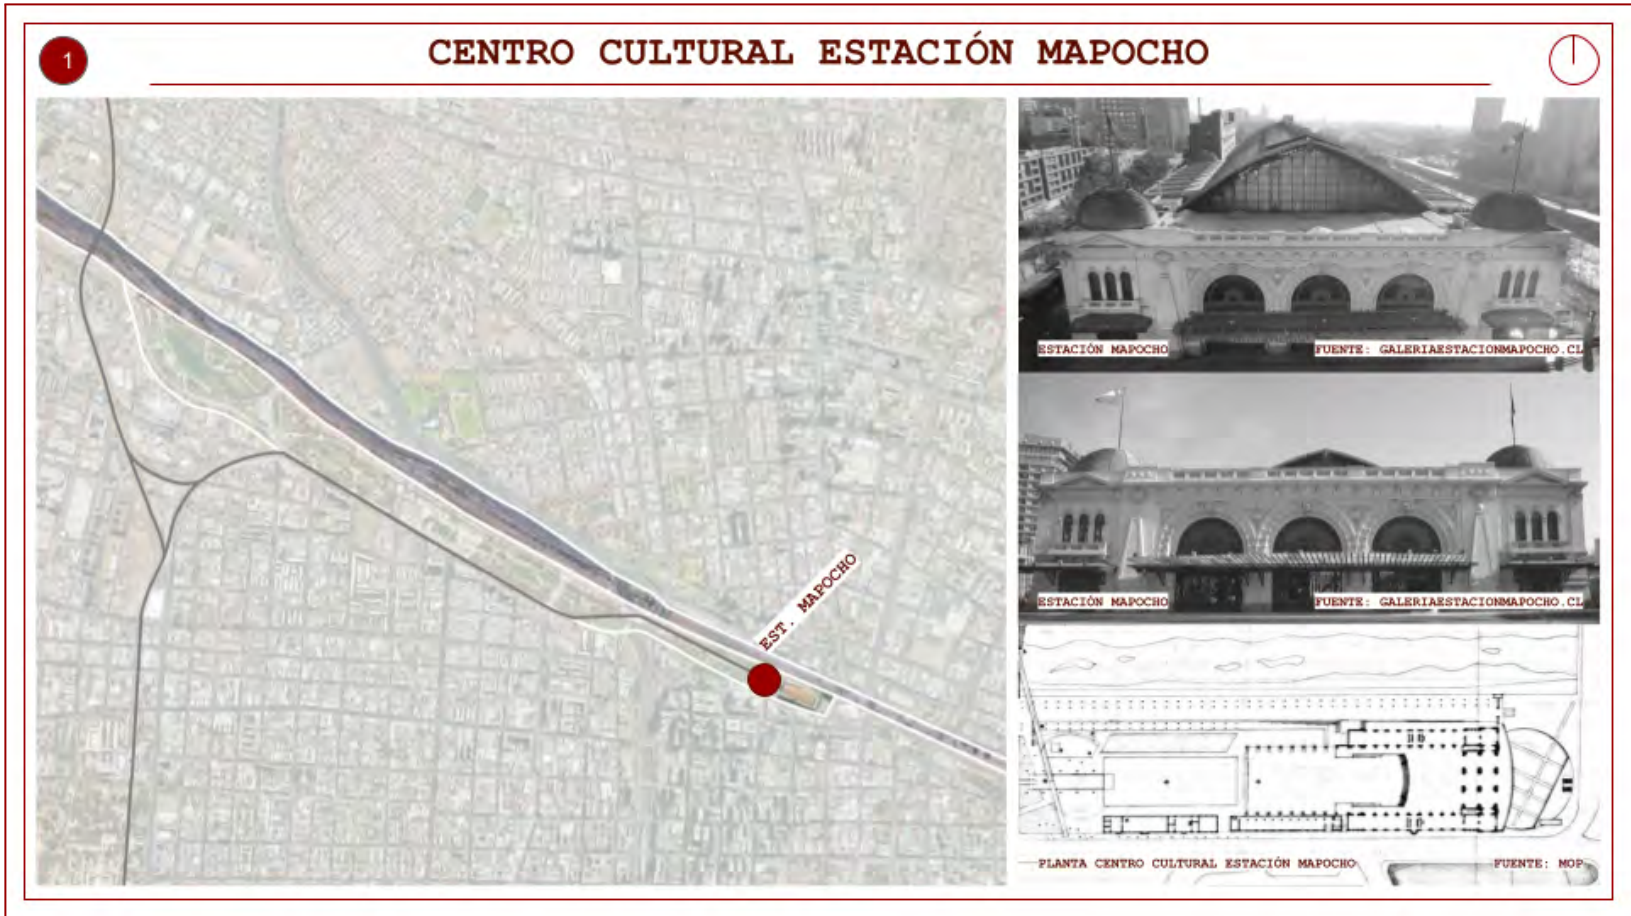 1
CENTRO CULTURAL ESTACIÓN MAPOCHO
EST. MAPOCHO
ESTACIÓN MAPOCHO
FUENTE: GALERIAESTACIONMAPOCHO.CL
ESTACIÓN MAPOCHO
FUENTE: GALERIAESTACIONMAPOCHO.CL
PLANTA CENTRO CULTURAL ESTACIÓN MAPOCHO
FUENTE: MOP